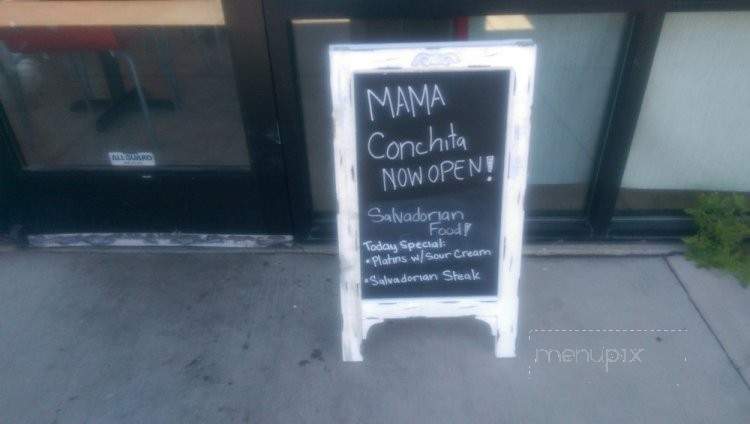 MAMA
Conchita
NOW OPEN!
Salvadorian
Food!
Today Special:
*Platins w/Sour Cream
*Salvadorian Steak
ALL GUARD
menupix